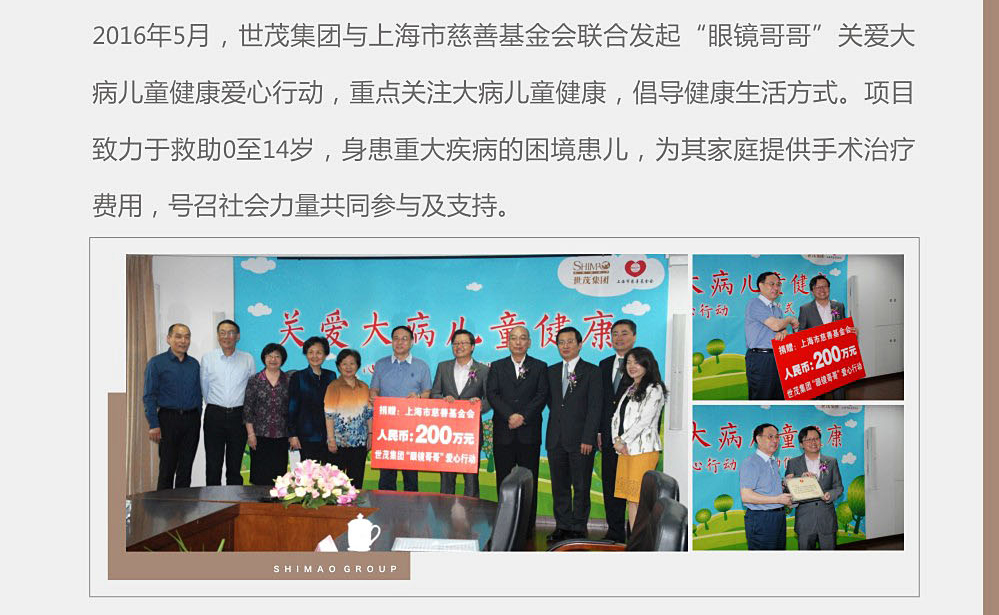 2016年5月，世茂集团与上海市慈善基金会联合发起“眼镜哥哥”关爱大
病儿童健康爱心行动，重点关注大病儿童健康，倡导健康生活方式。项目
致力于救助0至14岁，身患重大疾病的困境患儿，为其家庭提供手术治疗
费用，号召社会力量共同参与及支持。
SHIMAO
世茂集团
上海市慈善基金会
关爱大病儿童健康
捐赠：上海市慈善基金会
人民币：200万元
世茂集团“眼镜哥哥”爱心行动
大病儿童健
行动
式
捐赠：上海市慈善基金会
人民币：200万元
世茂集团“眼镜哥哥”爱心行动
大病儿童健康
心行动
SHIMAO GROUP